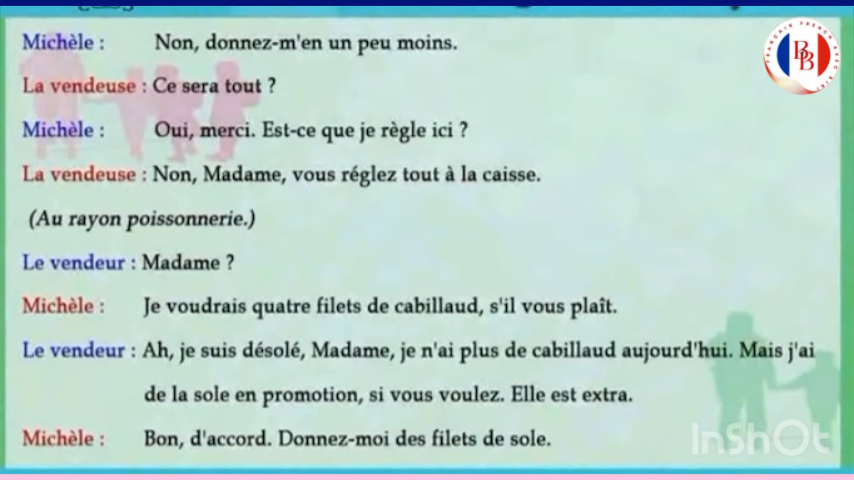 Michèle : Non, donnez-m'en un peu moins.
La vendeuse : Ce sera tout ?
Michèle : Oui, merci. Est-ce que je règle ici ?
La vendeuse : Non, Madame, vous réglez tout à la caisse.
(Au rayon poissonnerie.)
Le vendeur : Madame ?
Michèle : Je voudrais quatre filets de cabillaud, s'il vous plaît.
Le vendeur : Ah, je suis désolé, Madame, je n'ai plus de cabillaud aujourd'hui. Mais j'ai
de la sole en promotion, si vous voulez. Elle est extra.
Michèle : Bon, d'accord. Donnez-moi des filets de sole.
InShOt